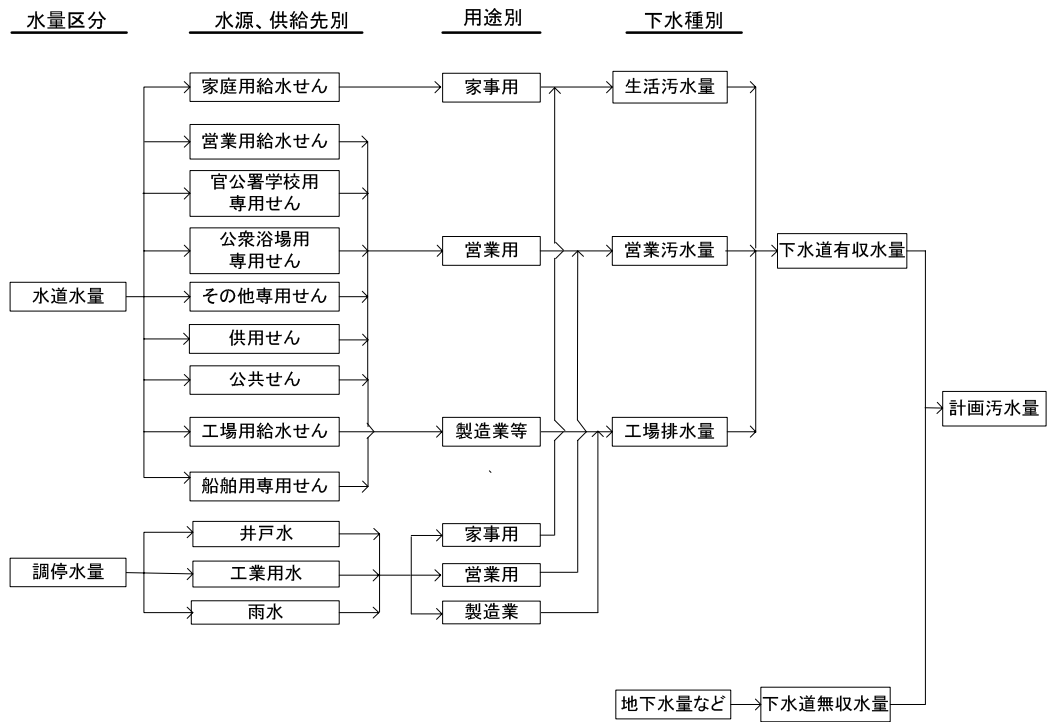 水量区分
水源、供給先別
用途別
下水種別
家庭用給水せん
家事用
生活汚水量
営業用給水せん
官公署学校用
専用せん
公衆浴場用
専用せん
営業用
営業汚水量
下水道有収水量
水道水量
その他専用せん
供用せん
公共せん
計画汚水量
工場用給水せん
製造業等
工場排水量
船舶用専用せん
、
井戸水
家事用
調停水量
工業用水
営業用
雨水
製造業
地下水量など
下水道無収水量